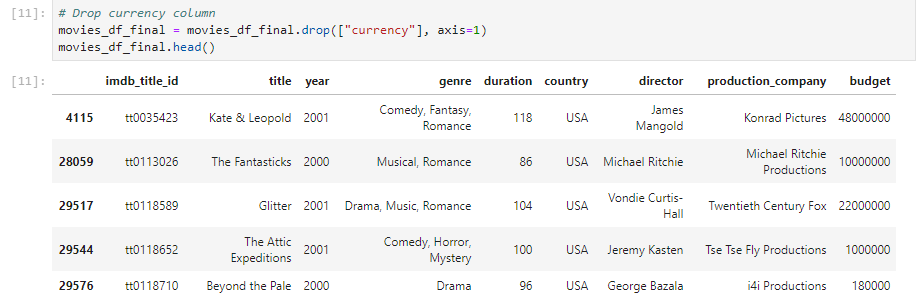 [11]: # Drop currency column
movies_df_final = movies_df_final.drop(["currency"], axis=1)
movies_df_final.head()
[11]: imdb_title_id title year genre duration country director production_company budget
4115 tt0035423 Kate & Leopold 2001 Comedy, Fantasy, Romance 118 USA James Mangold Konrad Pictures 48000000
28059 tt0113026 The Fantasticks 2000 Musical, Romance 86 USA Michael Ritchie Michael Ritchie Productions 10000000
29517 tt0118589 Glitter 2001 Drama, Music, Romance 104 USA Vondie Curtis-Hall Twentieth Century Fox 22000000
29544 tt0118652 The Attic Expeditions 2001 Comedy, Horror, Mystery 100 USA Jeremy Kasten Tse Tse Fly Productions 1000000
29576 tt0118710 Beyond the Pale 2000 Drama 96 USA George Bazala i4i Productions 180000